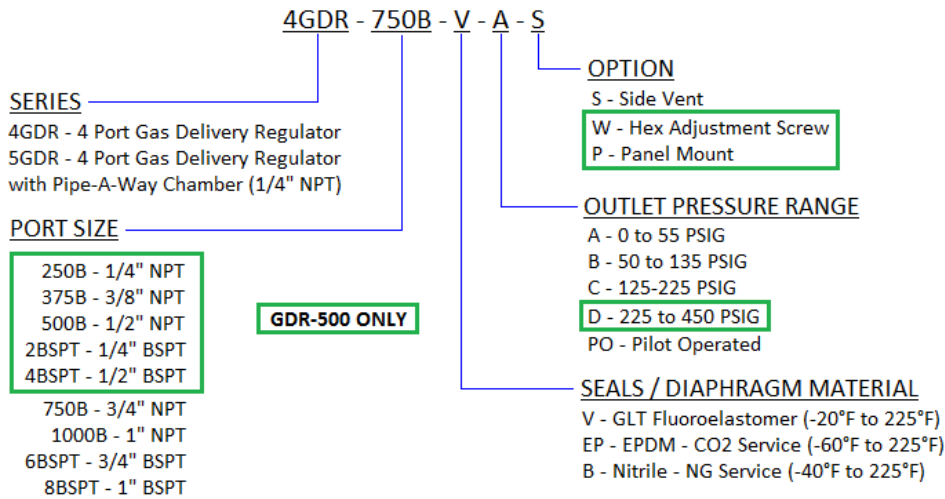 4GDR - 750B - V - A - S
SERIES
4GDR - 4 Port Gas Delivery Regulator
5GDR - 4 Port Gas Delivery Regulator
with Pipe-A-Way Chamber (1/4" NPT)
PORT SIZE
250B - 1/4" NPT
375B - 3/8" NPT
500B - 1/2" NPT
2BSPT - 1/4" BSPT
4BSPT - 1/2" BSPT
750B - 3/4" NPT
1000B - 1" NPT
6BSPT - 3/4" BSPT
8BSPT - 1" BSPT
GDR-500 ONLY
OPTION
S - Side Vent
W - Hex Adjustment Screw
P - Panel Mount
OUTLET PRESSURE RANGE
A - 0 to 55 PSIG
B - 50 to 135 PSIG
C - 125-225 PSIG
D - 225 to 450 PSIG
PO - Pilot Operated
SEALS / DIAPHRAGM MATERIAL
V - GLT Fluoroelastomer (-20°F to 225°F)
EP - EPDM - CO2 Service (-60°F to 225°F)
B - Nitrile - NG Service (-40°F to 225°F)